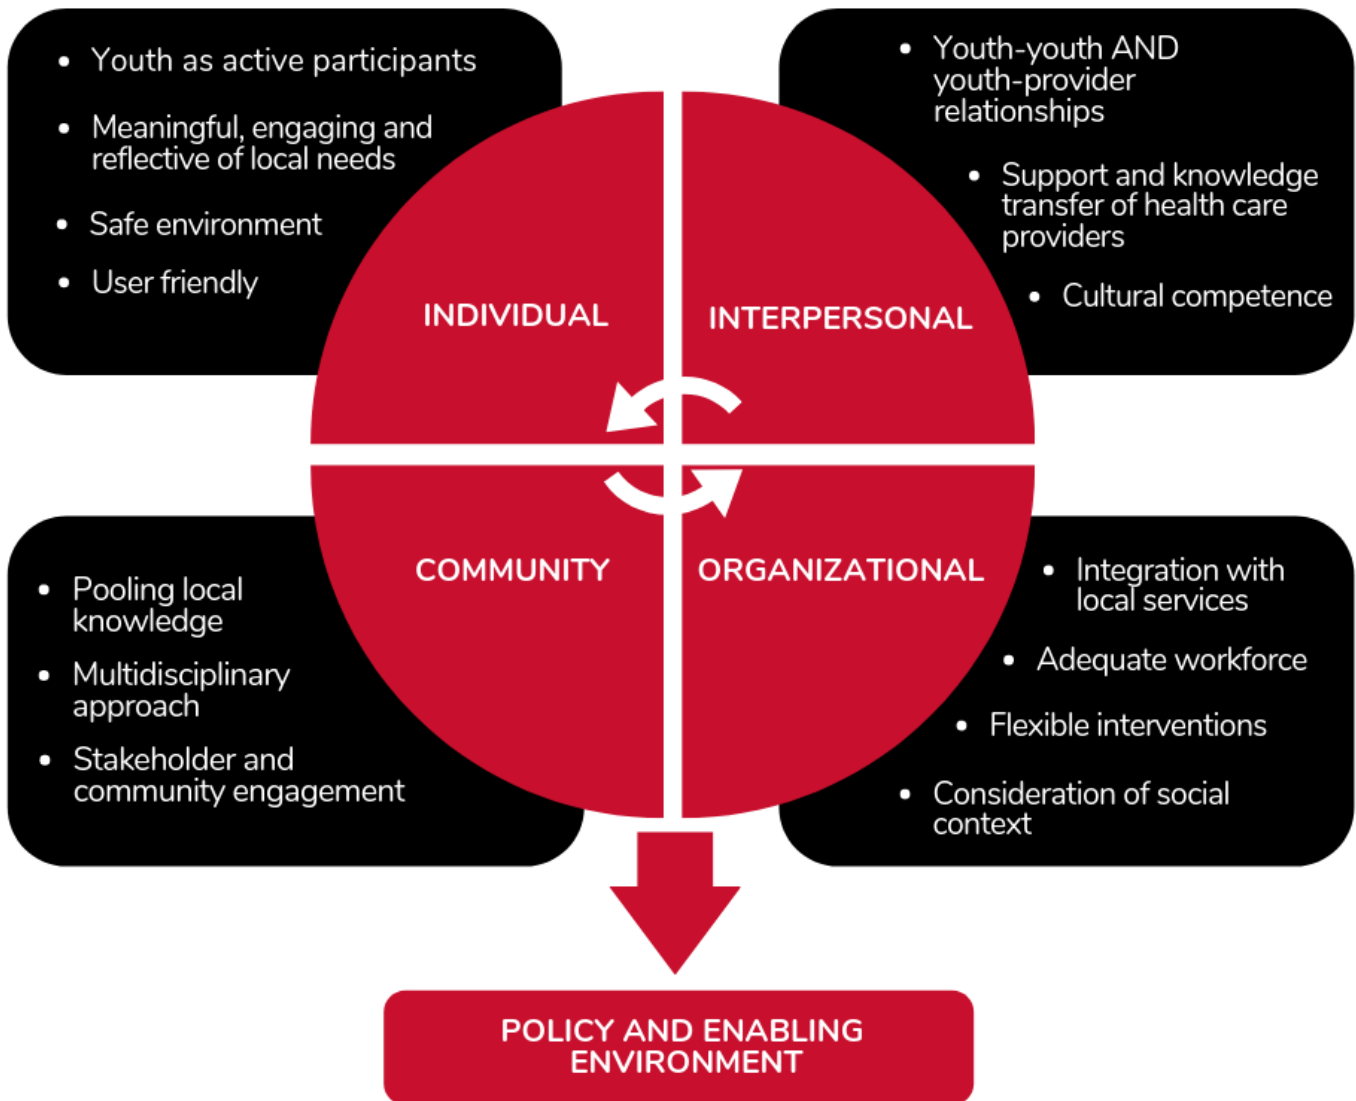 • Youth as active participants
• Meaningful, engaging and
reflective of local needs
• Safe environment
• User friendly
• Youth-youth AND
youth-provider
relationships
• Support and knowledge
transfer of health care
providers
• Cultural competence
INDIVIDUAL
INTERPERSONAL
COMMUNITY
ORGANIZATIONAL
• Pooling local
knowledge
• Multidisciplinary
approach
• Stakeholder and
community engagement
• Integration with
local services
• Adequate workforce
• Flexible interventions
• Consideration of social
context
POLICY AND ENABLING
ENVIRONMENT